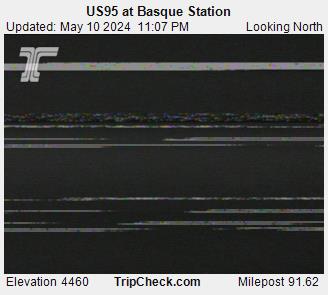 US95 at Basque Station
Updated: May 10 2024 11:07 PM Looking North
Elevation 4460 TripCheck.com Milepost 91.62